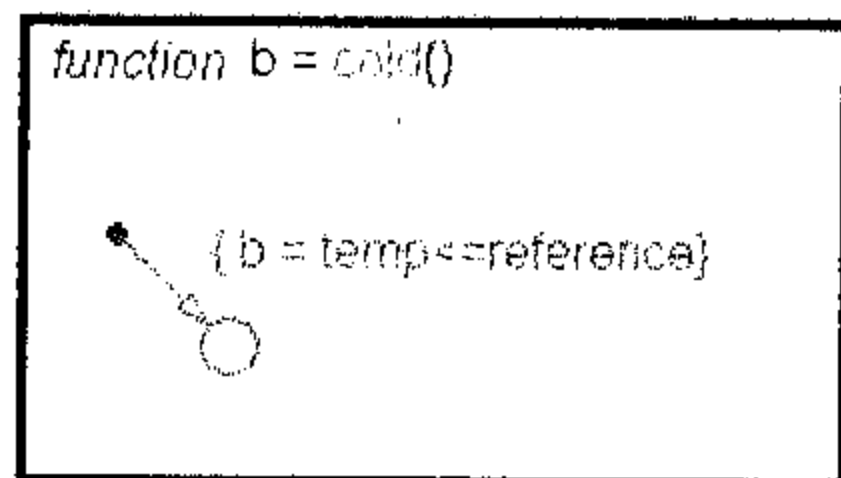 function b = cold()
{ b = temp<=reference}